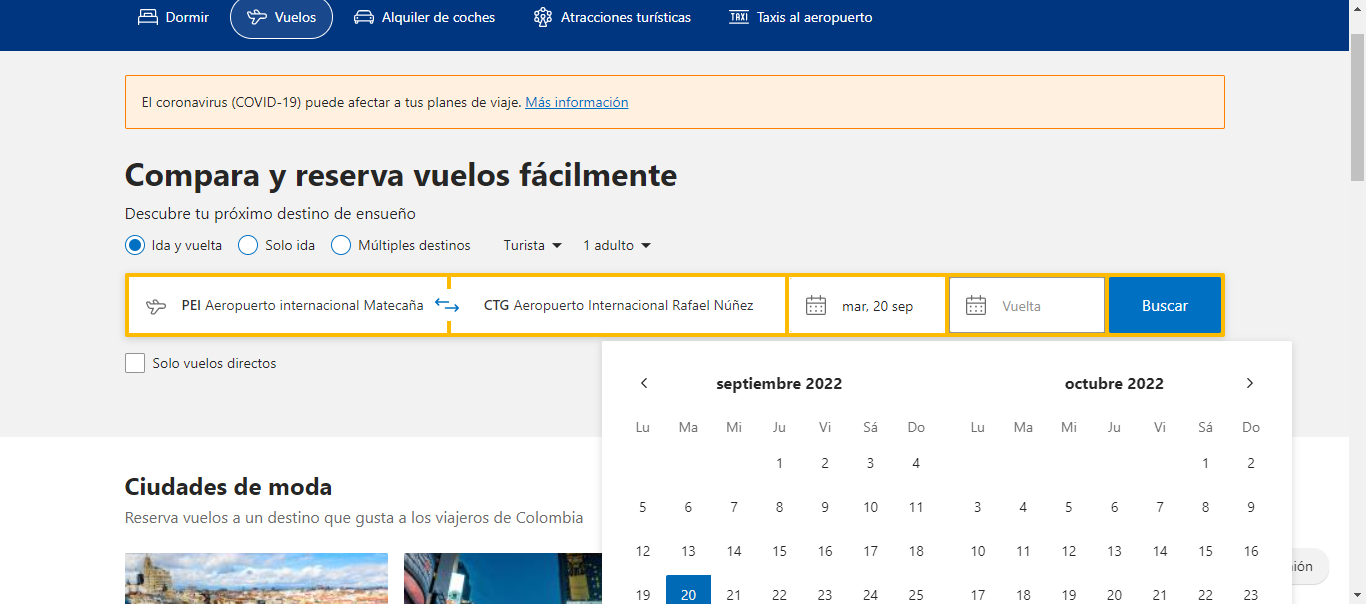 Dormir Vuelos Alquiler de coches Atracciones turísticas TAXI Taxis al aeropuerto
El coronavirus (COVID-19) puede afectar a tus planes de viaje. Más información
Compara y reserva vuelos fácilmente
Descubre tu próximo destino de ensueño
Ida y vuelta Solo ida Múltiples destinos Turista 1 adulto
PEI Aeropuerto internacional Matecaña CTG Aeropuerto Internacional Rafael Núñez mar, 20 sep Vuelta Buscar
Solo vuelos directos
septiembre 2022 octubre 2022
Lu Ma Mi Ju Vi Sá Do Lu Ma Mi Ju Vi Sá Do
1 2 3 4 1 2
5 6 7 8 9 10 11 3 4 5 6 7 8 9
12 13 14 15 16 17 18 10 11 12 13 14 15 16
19 20 21 22 23 24 25 17 18 19 20 21 22 23
Ciudades de moda
Reserva vuelos a un destino que gusta a los viajeros de Colombia